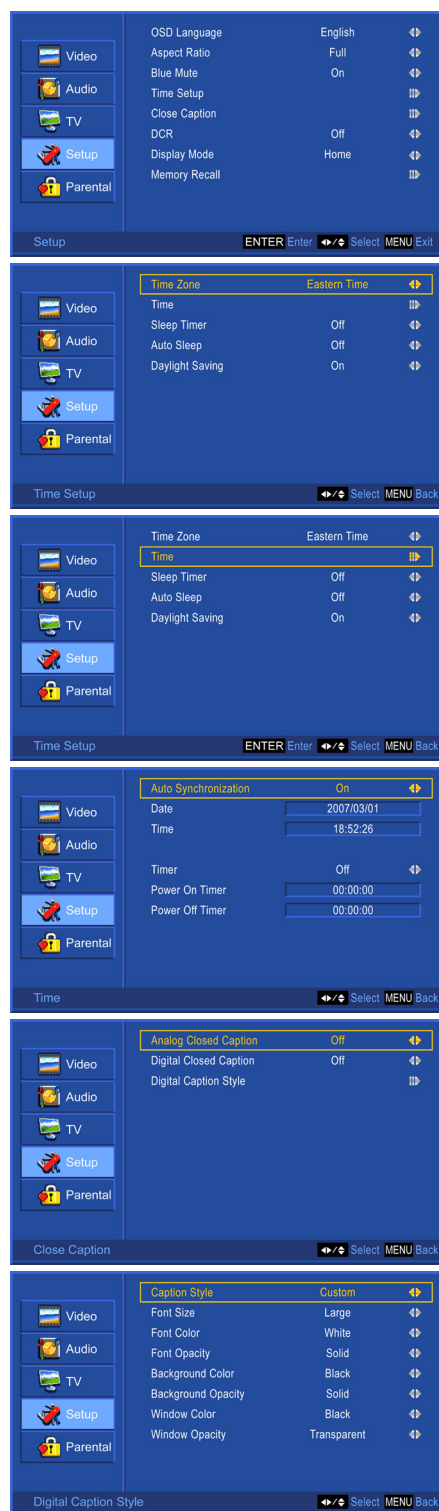 OSD Language English
Aspect Ratio Full
Video
Blue Mute On
Audio
Time Setup
TV
Close Caption
DCR Off
Setup
Display Mode Home
Memory Recall
Parental
Setup ENTER Enter Select MENU Exit
Time Zone Eastern Time
Time
Video
Sleep Timer Off
Audio
Auto Sleep Off
TV
Daylight Saving On
Setup
Parental
Time Setup Select MENU Back
Time Zone Eastern Time
Time
Video
Sleep Timer Off
Audio
Auto Sleep Off
TV
Daylight Saving On
Setup
Parental
Time Setup ENTER Enter Select MENU Back
Auto Synchronization On
Date 2007/03/01
Video
Time 18:52:26
Audio
Timer Off
TV
Power On Timer 00:00:00
Setup
Power Off Timer 00:00:00
Parental
Time Select MENU Back
Analog Closed Caption Off
Digital Closed Caption Off
Video
Digital Caption Style
Audio
TV
Setup
Parental
Close Caption Select MENU Back
Caption Style Custom
Font Size Large
Video
Font Color White
Audio
Font Opacity Solid
TV
Background Color Black
Background Opacity Solid
Setup
Window Color Black
Window Opacity Transparent
Parental
Digital Caption Style Select MENU Back